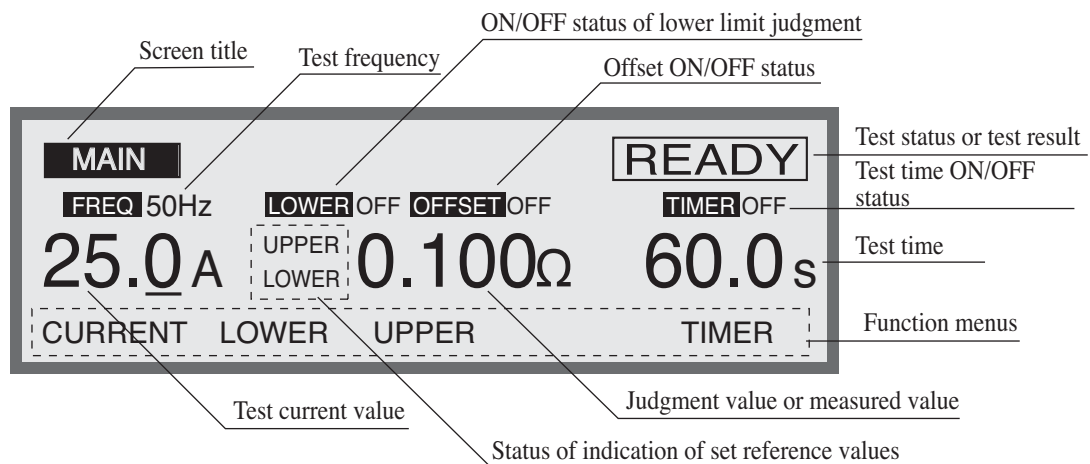 ON/OFF status of lower limit judgment
Screen title
Test frequency
Offset ON/OFF status
MAIN
READY
Test status or test result
Test time ON/OFF
status
FREQ 50Hz
LOWER OFF OFFSET OFF
TIMER OFF
25.0 A
UPPER
LOWER
0.100Ω
60.0 s
Test time
CURRENT LOWER UPPER TIMER
Function menus
Test current value
Judgment value or measured value
Status of indication of set reference values